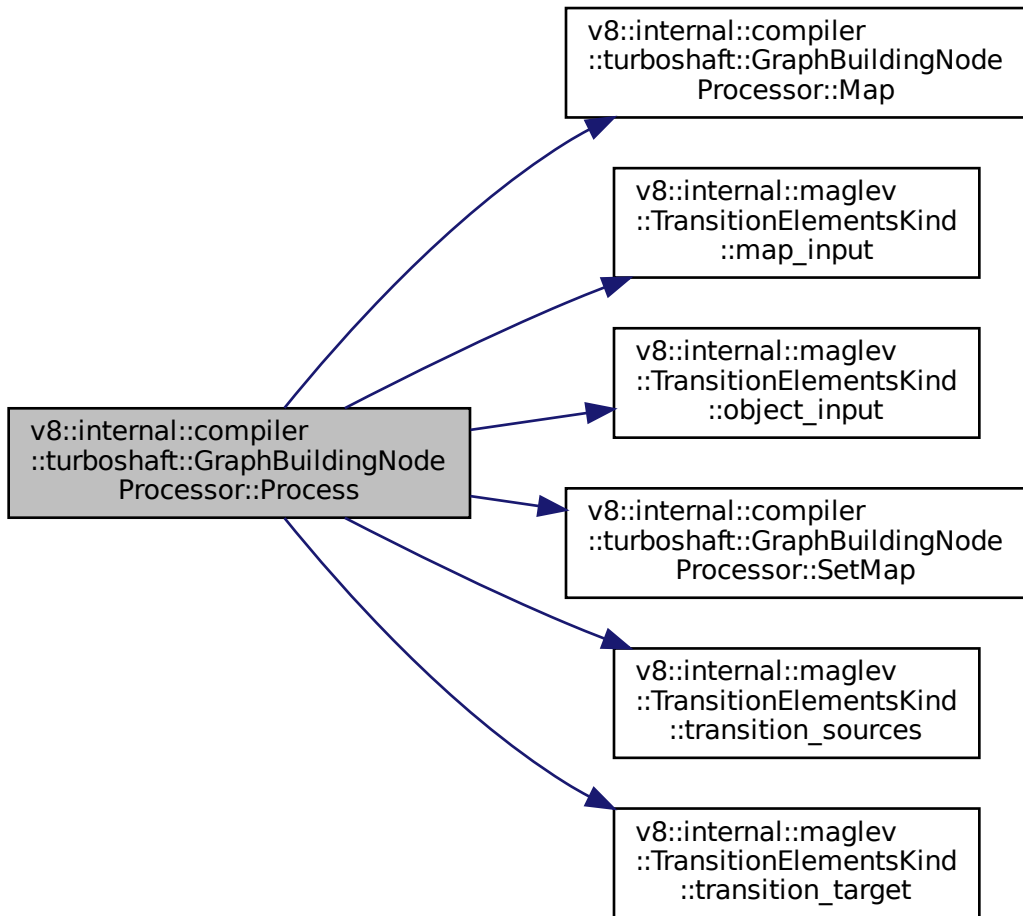 v8::internal::compiler
::turboshaft::GraphBuildingNode
Processor::Process
v8::internal::compiler
::turboshaft::GraphBuildingNode
Processor::Map
v8::internal::maglev
::TransitionElementsKind
::map_input
v8::internal::maglev
::TransitionElementsKind
::object_input
v8::internal::compiler
::turboshaft::GraphBuildingNode
Processor::SetMap
v8::internal::maglev
::TransitionElementsKind
::transition_sources
v8::internal::maglev
::TransitionElementsKind
::transition_target